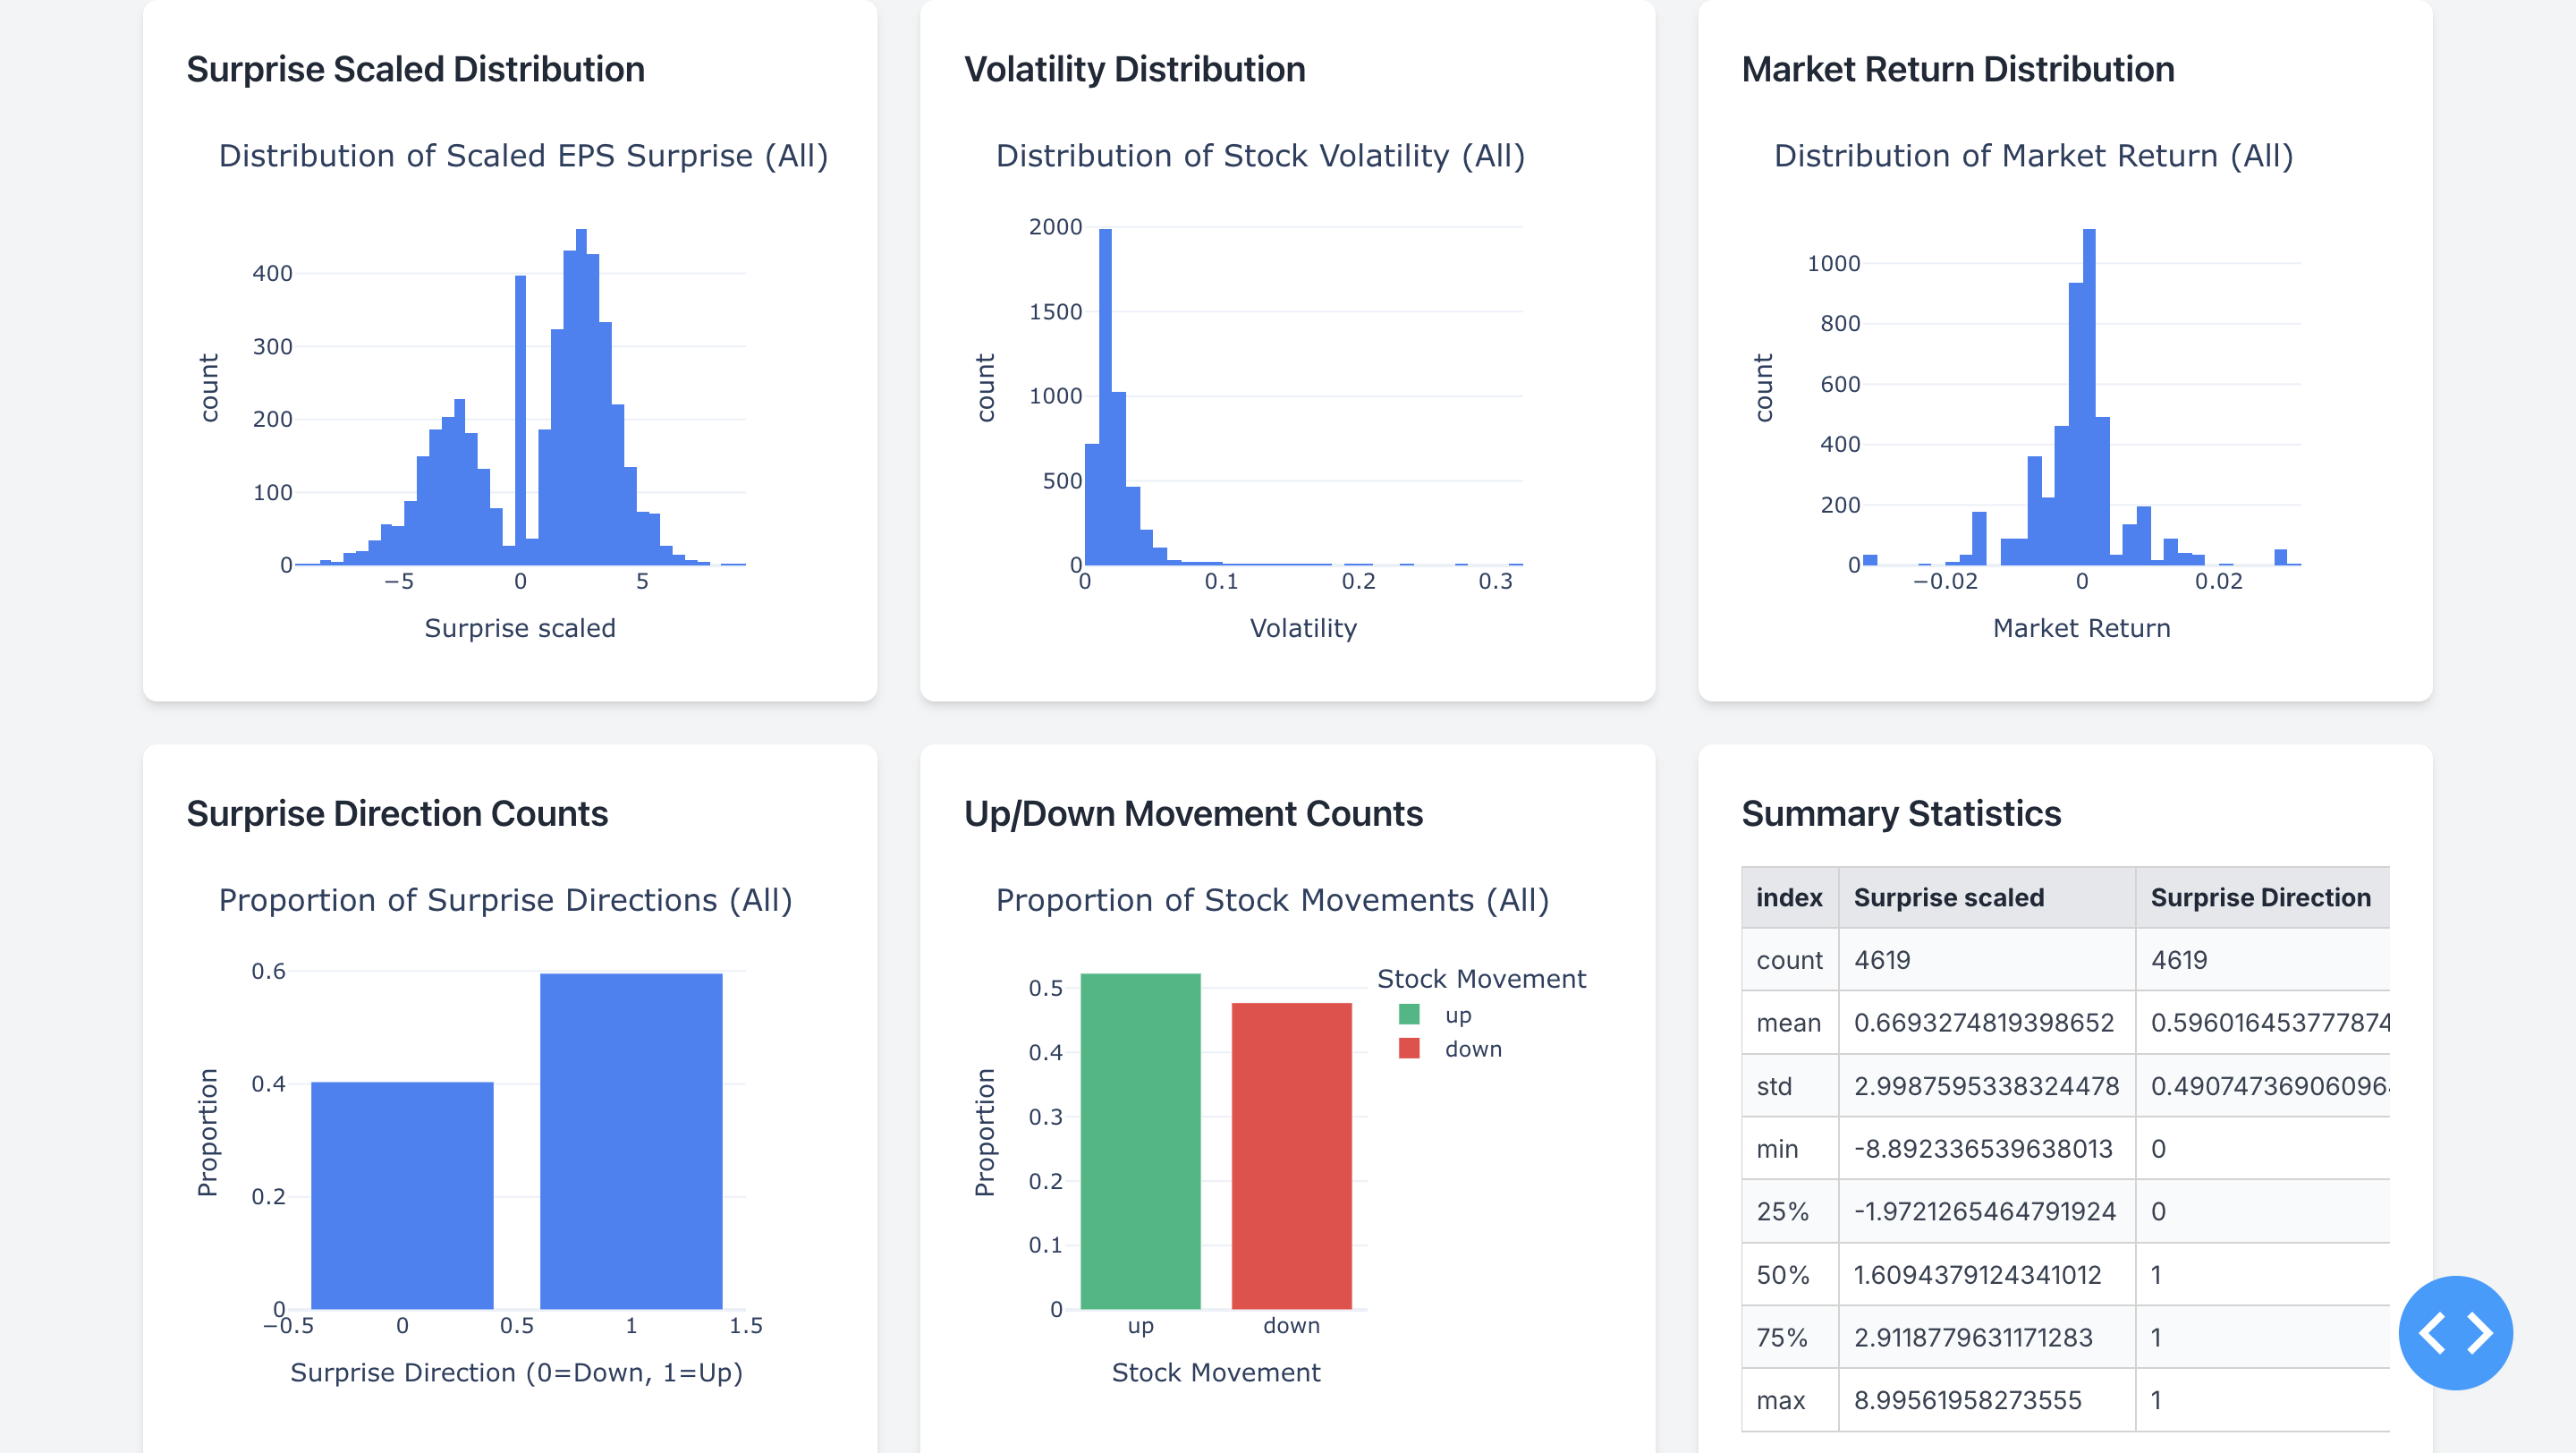 Surprise Scaled Distribution
Distribution of Scaled EPS Surprise (All)
count
400
300
200
100
0
−5
0
5
Surprise scaled
Volatility Distribution
Distribution of Stock Volatility (All)
count
2000
1500
1000
500
0
0
0.1
0.2
0.3
Volatility
Market Return Distribution
Distribution of Market Return (All)
count
1000
800
600
400
200
0
−0.02
0
0.02
Market Return
Surprise Direction Counts
Proportion of Surprise Directions (All)
Proportion
0.6
0.4
0.2
0
−0.5
0
0.5
1
1.5
Surprise Direction (0=Down, 1=Up)
Up/Down Movement Counts
Proportion of Stock Movements (All)
Proportion
0.5
0.4
0.3
0.2
0.1
0
up
down
Stock Movement
Stock Movement
up
down
Summary Statistics
index Surprise scaled Surprise Direction
count 4619 4619
mean 0.6693274819398652 0.596016453777874
std 2.9987595338324478 0.490747369060964
min -8.892336539638013 0
25% -1.9721265464791924 0
50% 1.6094379124341012 1
75% 2.9118779631171283 1
max 8.99561958273555 1